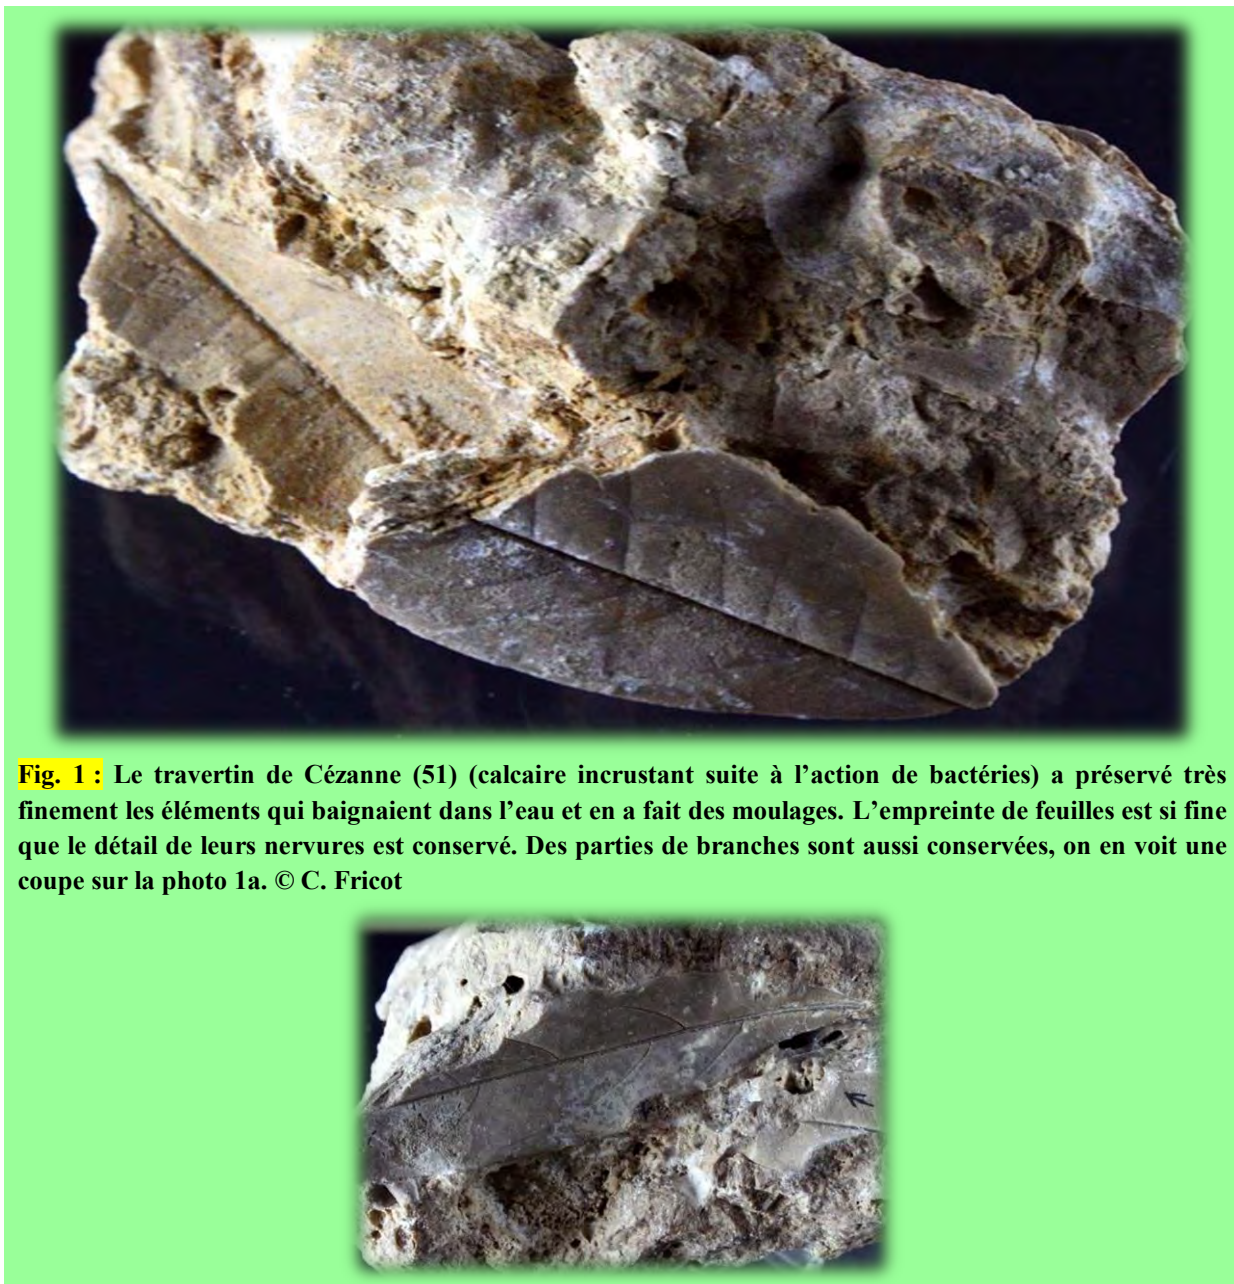 Fig. 1 : Le travertin de Cézanne (51) (calcaire incrustant suite à l’action de bactéries) a préservé très
finement les éléments qui baignaient dans l’eau et en a fait des moulages. L’empreinte de feuilles est si fine
que le détail de leurs nervures est conservé. Des parties de branches sont aussi conservées, on en voit une
coupe sur la photo 1a. © C. Fricot